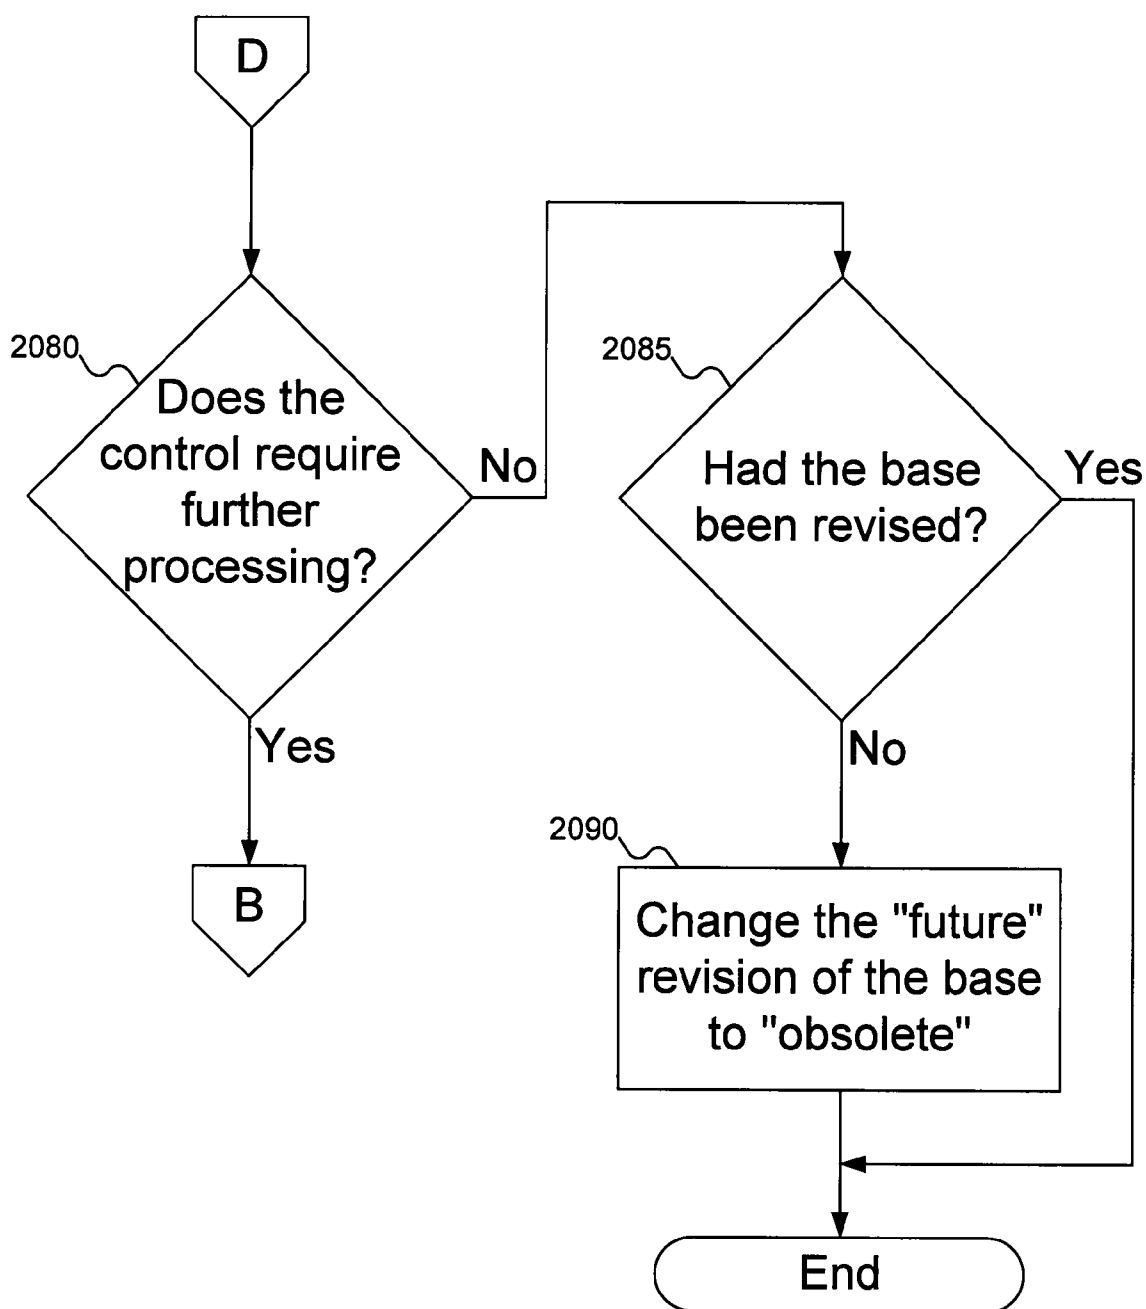 D
2080
Does the
control require
further
processing?
No
Yes
B
2085
Had the base
been revised?
Yes
No
2090
Change the "future"
revision of the base
to "obsolete"
End